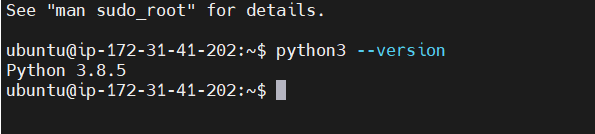 See "man sudo_root" for details.
ubuntu@ip-172-31-41-202:~$ python3 --version
Python 3.8.5
ubuntu@ip-172-31-41-202:~$